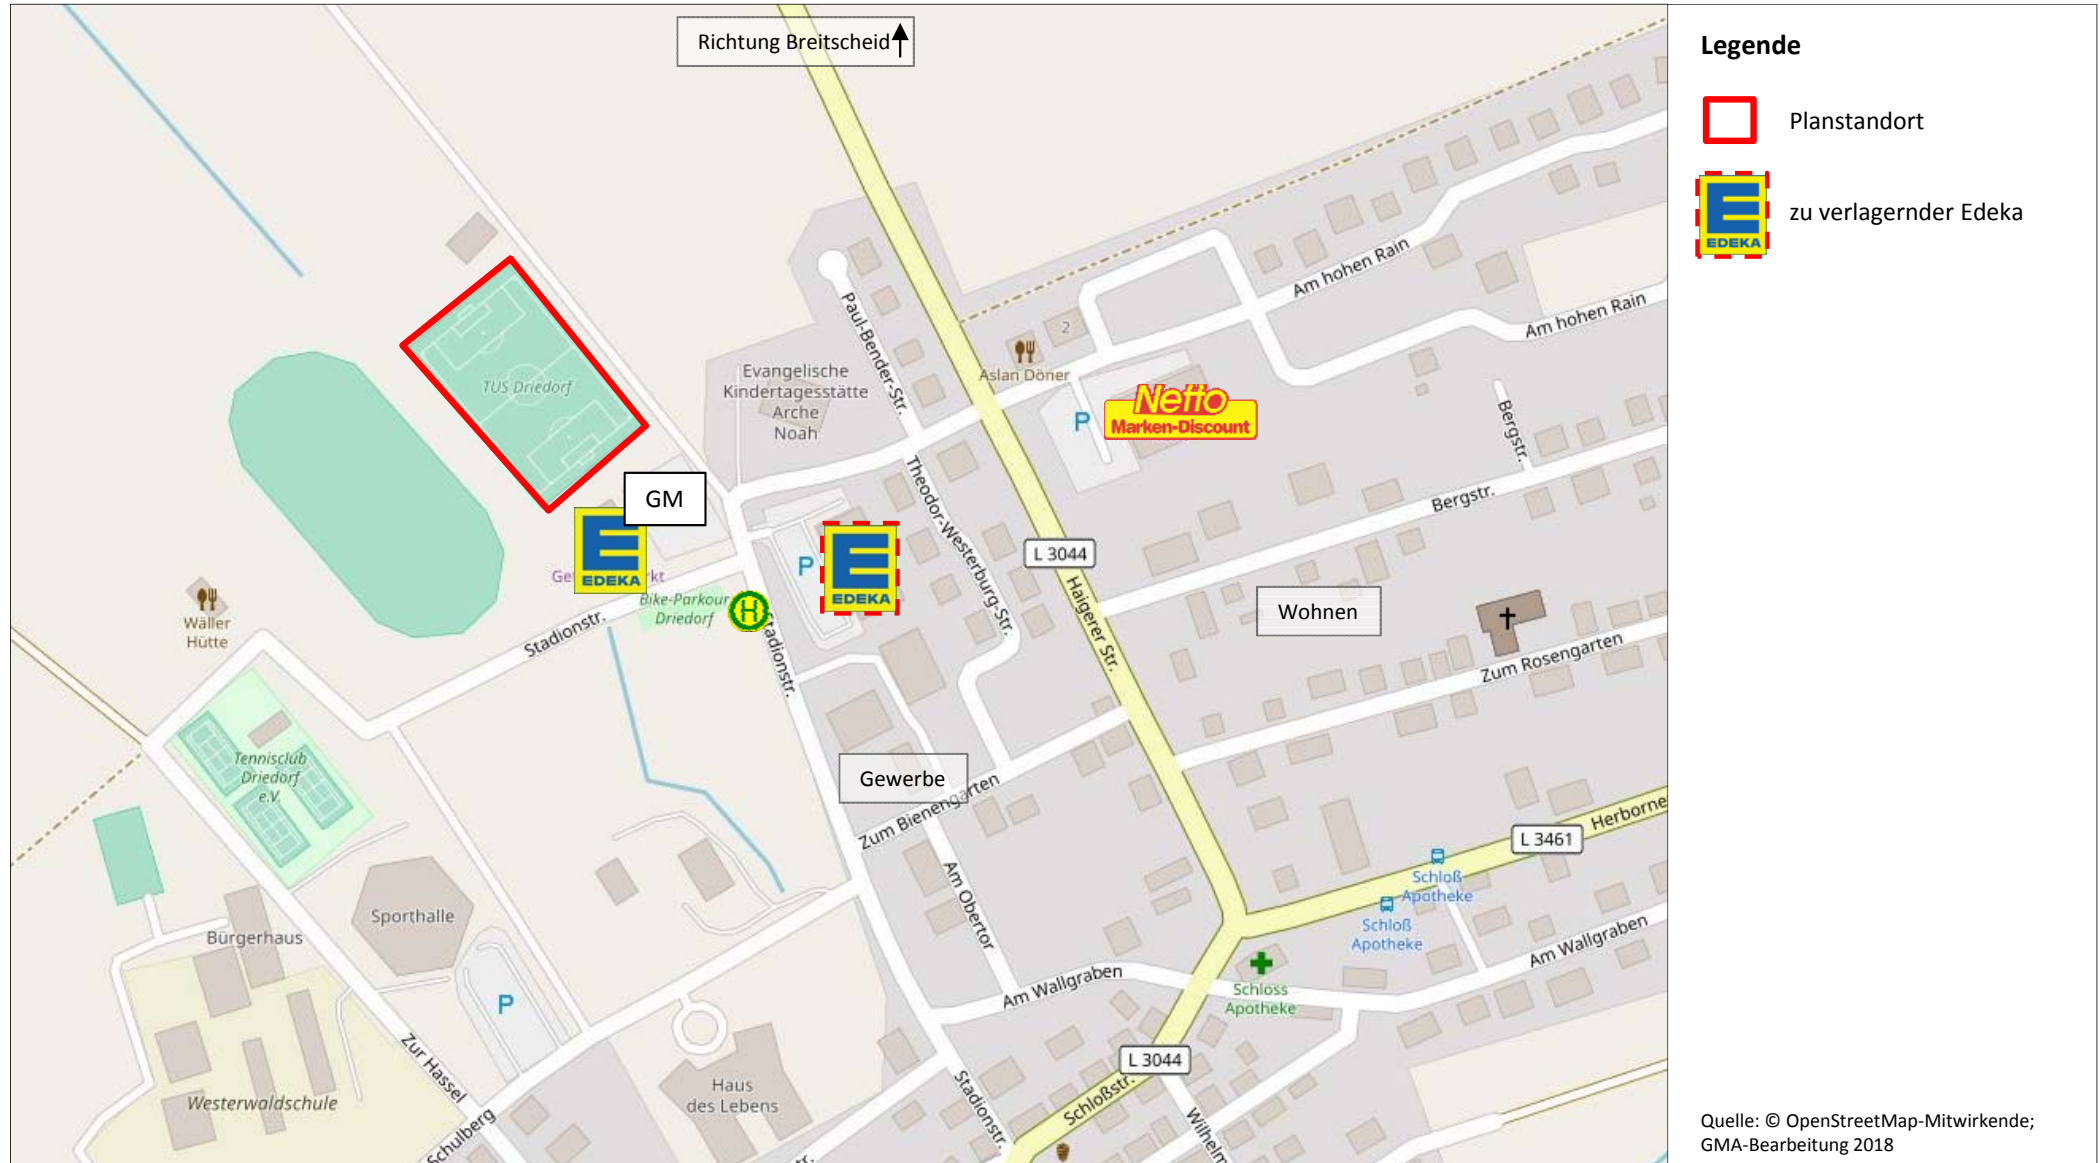 Richtung Breitscheid
Legende
Planstandort
EDEKA
zu verlagernder Edeka
Am hohen Rain
Am hohen Rain
Paul-Bender-Str.
2
Aslan Döner
Evangelische
Kindertagesstätte
Arche
Noah
TUS Driedorf
Netto
Marken-Discount
P
Bergstr.
Bergstr.
Theodor-Westerburg-Str.
GM
L 3044
Haigerer Str.
P
EDEKA
EDEKA
Bike-Parkour
Driedorf
H
Stadionstr.
Stadionstr.
Wäller
Hütte
Wohnen
Zum Rosengarten
Tennisclub
Driedorf
e.V.
Gewerbe
Zum Bienengarten
Herborne
L 3461
Schloß
Apotheke
Schloß
Apotheke
Am Obertor
Sporthalle
Bürgerhaus
Am Wallgraben
Am Wallgraben
Schloss
Apotheke
P
Zur Hassel
L 3044
Schloßstr.
Haus
des Lebens
Stadionstr.
Westerwaldschule
Schulberg
Wilhelm
tr.
Quelle: © OpenStreetMap-Mitwirkende;
GMA-Bearbeitung 2018